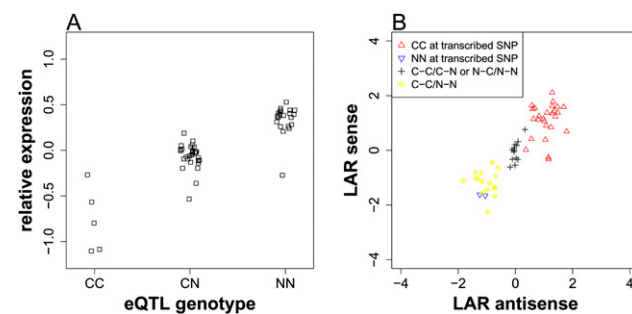 A
relative expression
1.0
0.5
0.0
−0.5
−1.0
CC
CN
NN
eQTL genotype
B
CC at transcribed SNP
NN at transcribed SNP
C−C/C−N or N−C/N−N
C−C/N−N
LAR sense
4
2
0
−2
−4
−4
−2
0
2
4
LAR antisense